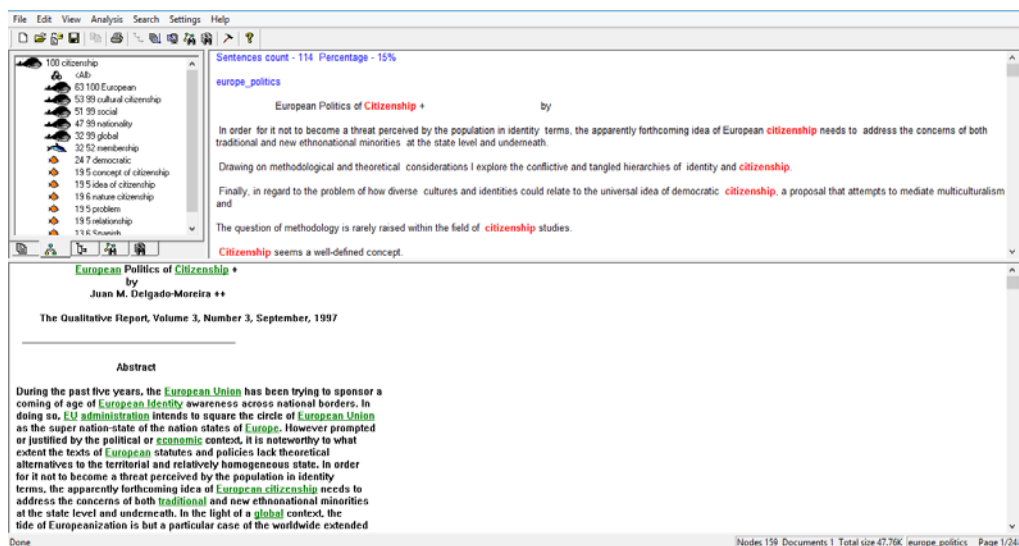 File Edit View Analysis Search Settings Help
100 citizenship
<All>
63 100 European
53 99 cultural citizenship
51 99 social
47 99 nationality
32 99 global
32 52 membership
24 7 democratic
19 5 concept of citizenship
19 5 idea of citizenship
19 6 nature citizenship
19 5 problem
19 5 relationship
13 6 Spanish
Sentences count - 114 Percentage - 15%
europe_politics
European Politics of Citizenship + by
In order for it not to become a threat perceived by the population in identity terms, the apparently forthcoming idea of European citizenship needs to address the concerns of both
traditional and new ethnonational minorities at the state level and underneath.
Drawing on methodological and theoretical considerations I explore the conflictive and tangled hierarchies of identity and citizenship.
Finally, in regard to the problem of how diverse cultures and identities could relate to the universal idea of democratic citizenship, a proposal that attempts to mediate multiculturalism
and
The question of methodology is rarely raised within the field of citizenship studies.
Citizenship seems a well-defined concept.
European Politics of Citizenship +
by
Juan M. Delgado-Moreira ++
The Qualitative Report, Volume 3, Number 3, September, 1997
Abstract
During the past five years, the European Union has been trying to sponsor a
coming of age of European Identity awareness across national borders. In
doing so, EU administration intends to square the circle of European Union
as the super nation-state of the nation states of Europe. However prompted
or justified by the political or economic context, it is noteworthy to what
extent the texts of European statutes and policies lack theoretical
alternatives to the territorial and relatively homogeneous state. In order
for it not to become a threat perceived by the population in identity
terms, the apparently forthcoming idea of European citizenship needs to
address the concerns of both traditional and new ethnonational minorities
at the state level and underneath. In the light of a global context, the
tide of Europeanization is but a particular case of the worldwide extended
Done Nodes 159 Documents 1 Total size 47.76K europe_politics Page 1/24